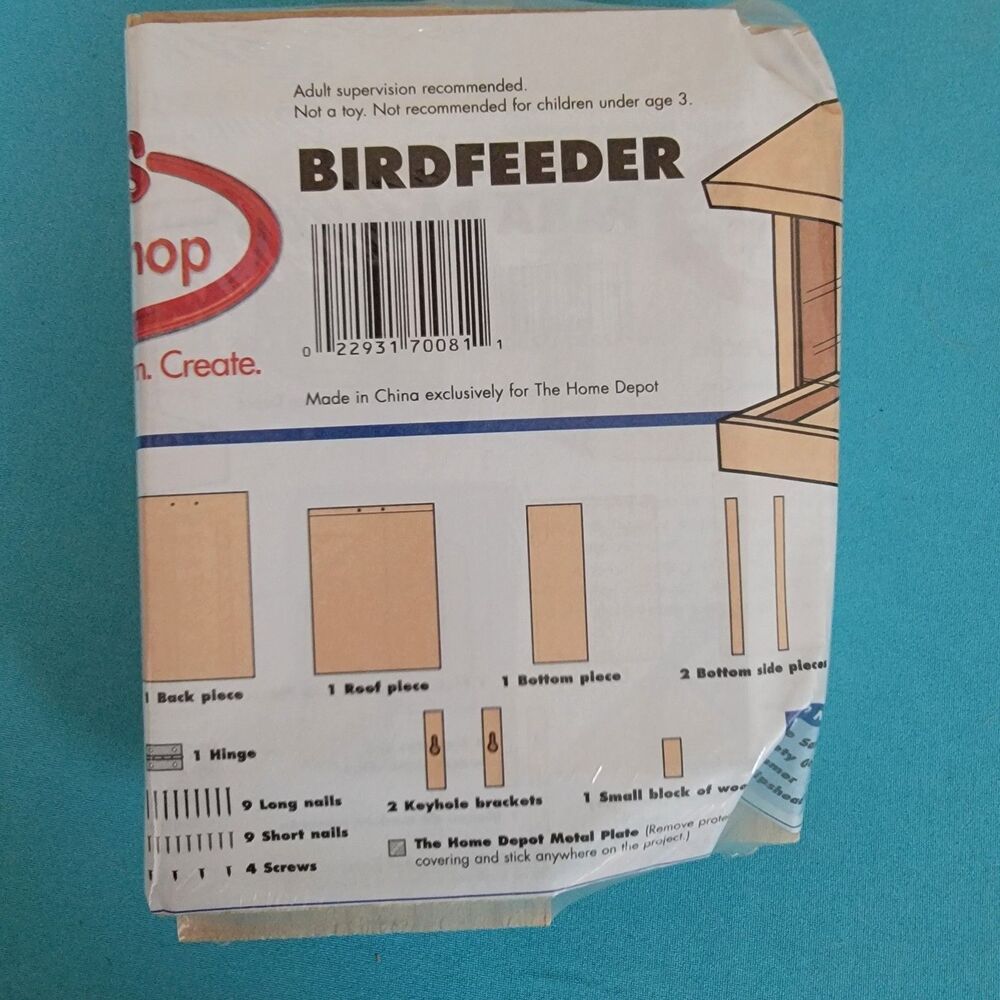 Adult supervision recommended.
Not a toy. Not recommended for children under age 3.
BIRDFEEDER
0 22931 70081 1
Create.
Made in China exclusively for The Home Depot
1 Back piece
1 Roof piece
1 Bottom piece
2 Bottom side pieces
1 Hinge
9 Long nails
2 Keyhole brackets
1 Small block of
9 Short nails
The Home Depot Metal Plate (Remove
covering and stick anywhere on the project.)
4 Screws